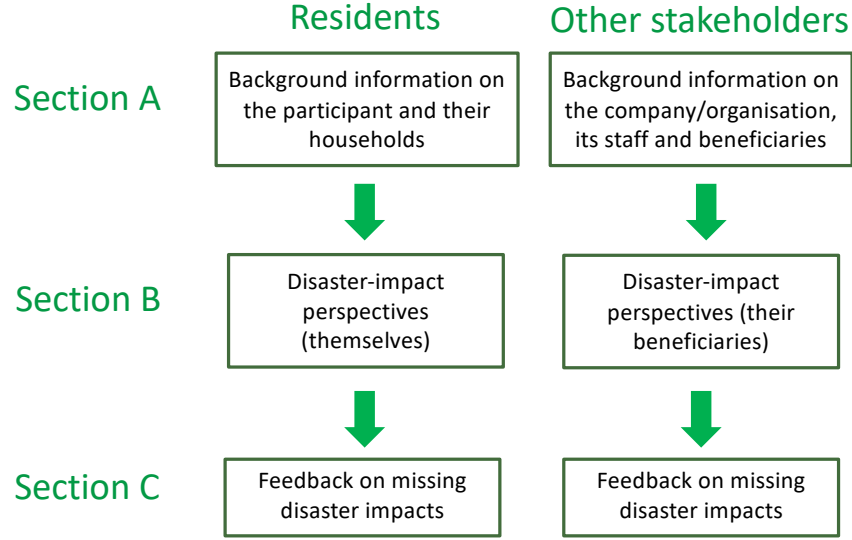 Residents
Other stakeholders
Section A
Background information on
the participant and their
households
Background information on
the company/organisation,
its staff and beneficiaries
Section B
Disaster-impact
perspectives
(themselves)
Disaster-impact
perspectives (their
beneficiaries)
Section C
Feedback on missing
disaster impacts
Feedback on missing
disaster impacts